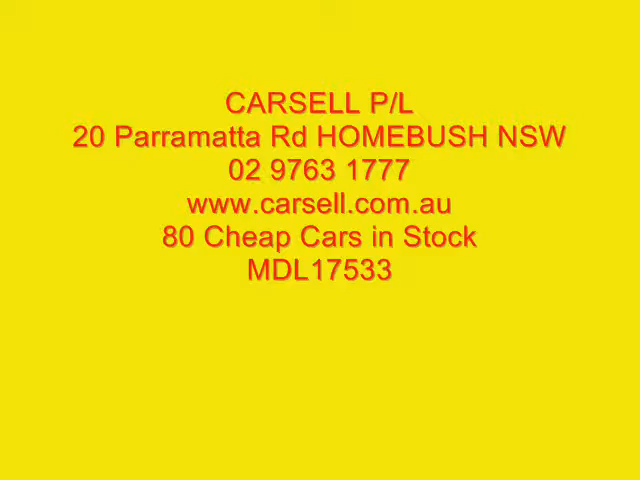 CARSELL P/L
20 Parramatta Rd HOMEBUSH NSW
02 9763 1777
www.carsell.com.au
80 Cheap Cars in Stock
MDL17533